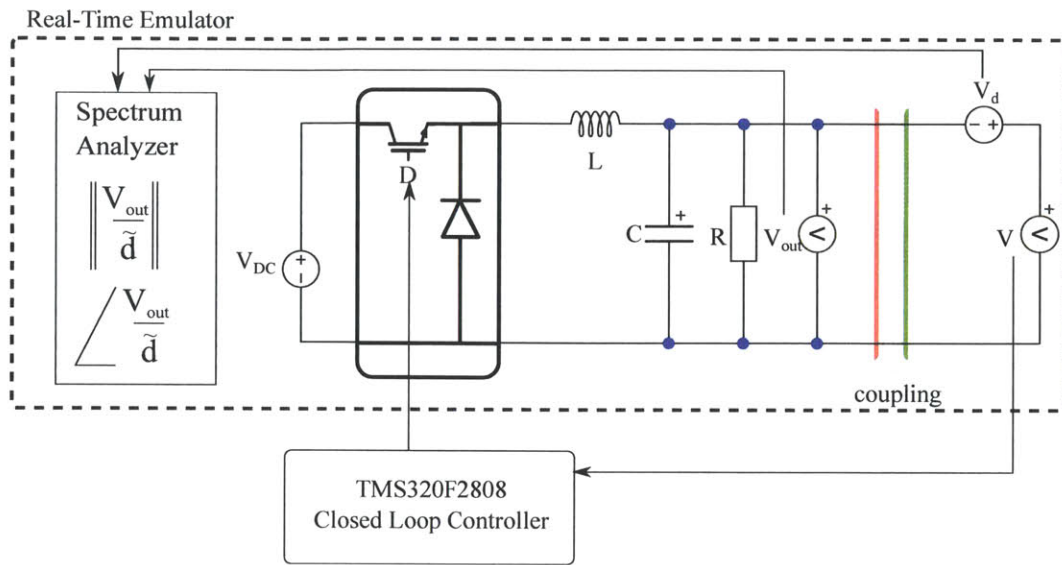 Real-Time Emulator
Spectrum
Analyzer
V_out
d̃
V_out
d̃
V_DC
D
L
C
+
R
V_out
+
V
V_d
- +
+
V
V
+
-
coupling
TMS320F2808
Closed Loop Controller